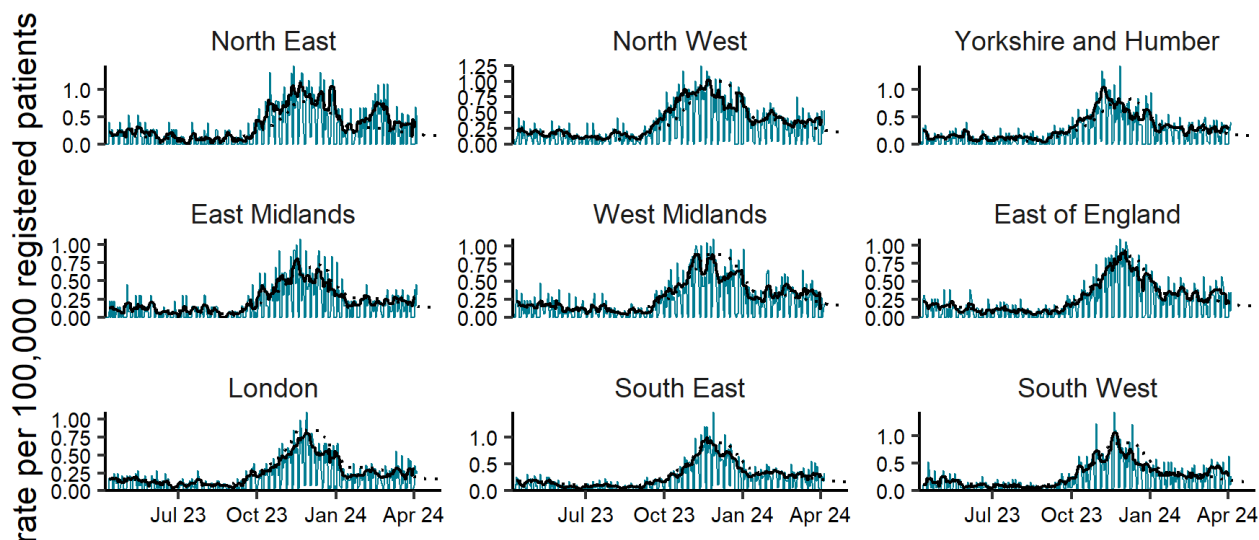 rate per 100,000 registered patients
North East
1.0
0.5
0.0
North West
1.25
1.00
0.75
0.50
0.25
0.00
Yorkshire and Humber
1.0
0.5
0.0
East Midlands
1.00
0.75
0.50
0.25
0.00
West Midlands
1.00
0.75
0.50
0.25
0.00
East of England
1.00
0.75
0.50
0.25
0.00
London
1.00
0.75
0.50
0.25
0.00
South East
1.0
0.5
0.0
South West
1.0
0.5
0.0
Jul 23 Oct 23 Jan 24 Apr 24
Jul 23 Oct 23 Jan 24 Apr 24
Jul 23 Oct 23 Jan 24 Apr 24